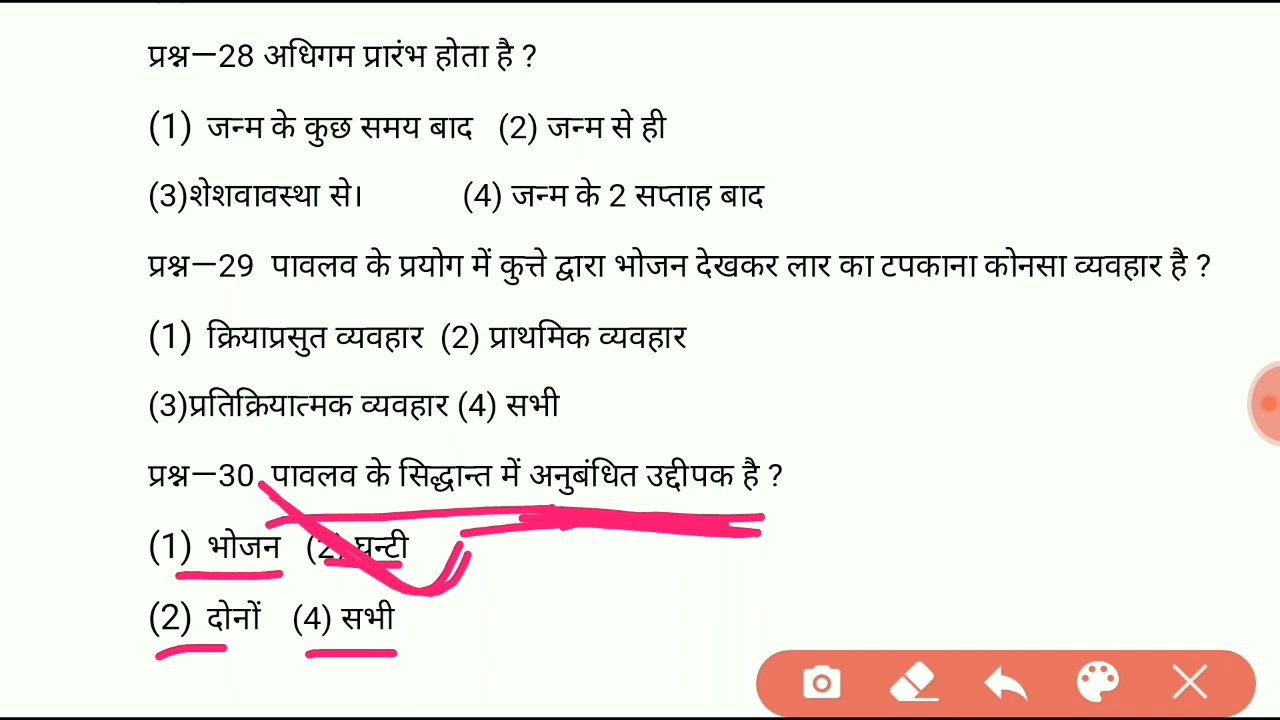 प्रश्न—28 अधिगम प्रारंभ होता है ?
(1) जन्म के कुछ समय बाद (2) जन्म से ही
(3)शेशवावस्था से। (4) जन्म के 2 सप्ताह बाद
प्रश्न—29 पावलव के प्रयोग में कुत्ते द्वारा भोजन देखकर लार का टपकाना कोनसा व्यवहार है ?
(1) क्रियाप्रसुत व्यवहार (2) प्राथमिक व्यवहार
(3)प्रतिक्रियात्मक व्यवहार (4) सभी
प्रश्न—30 पावलव के सिद्धान्त में अनुबंधित उद्दीपक है ?
(1) भोजन (2) घन्टी
(2) दोनों (4) सभी